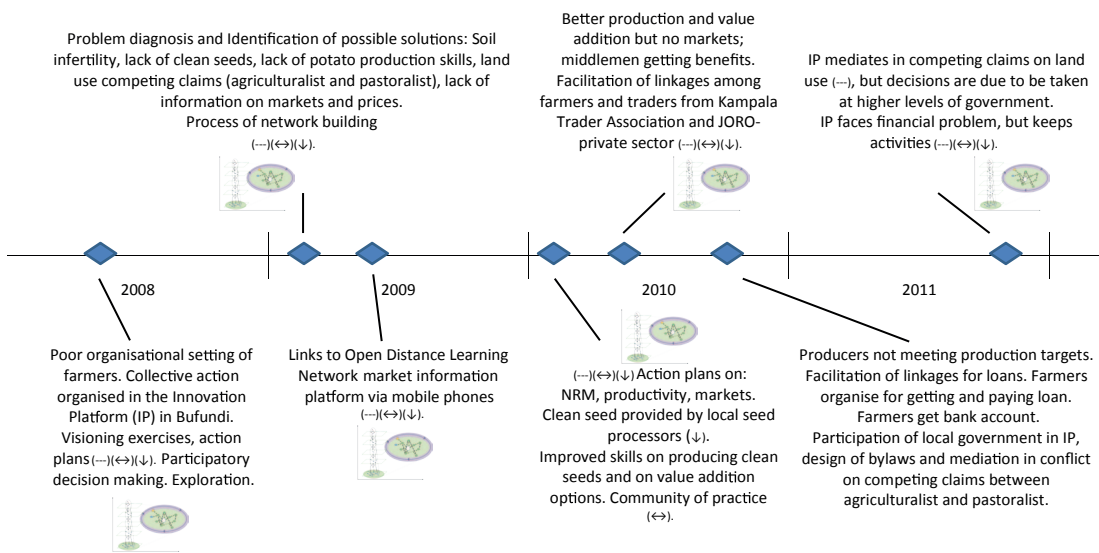 Problem diagnosis and Identification of possible solutions: Soil
infertility, lack of clean seeds, lack of potato production skills, land
use competing claims (agriculturalist and pastoralist), lack of
information on markets and prices.
Process of network building
(---)(↔)(↓).
Better production and value
addition but no markets;
middlemen getting benefits.
Facilitation of linkages among
farmers and traders from Kampala
Trader Association and JORO-
private sector (---)(↔)(↓).
IP mediates in competing claims on land
use (---), but decisions are due to be taken
at higher levels of government.
IP faces financial problem, but keeps
activities (---)(↔)(↓).
2008
2009
2010
2011
Poor organisational setting of
farmers. Collective action
organised in the Innovation
Platform (IP) in Bufundi.
Visioning exercises, action
plans (---)(↔)(↓). Participatory
decision making. Exploration.
Links to Open Distance Learning
Network market information
platform via mobile phones
(---)(↔)(↓).
(---)(↔)(↓) Action plans on:
NRM, productivity, markets.
Clean seed provided by local seed
processors (↓).
Improved skills on producing clean
seeds and on value addition
options. Community of practice
(↔).
Producers not meeting production targets.
Facilitation of linkages for loans. Farmers
organise for getting and paying loan.
Farmers get bank account.
Participation of local government in IP,
design of bylaws and mediation in conflict
on competing claims between
agriculturalist and pastoralist.